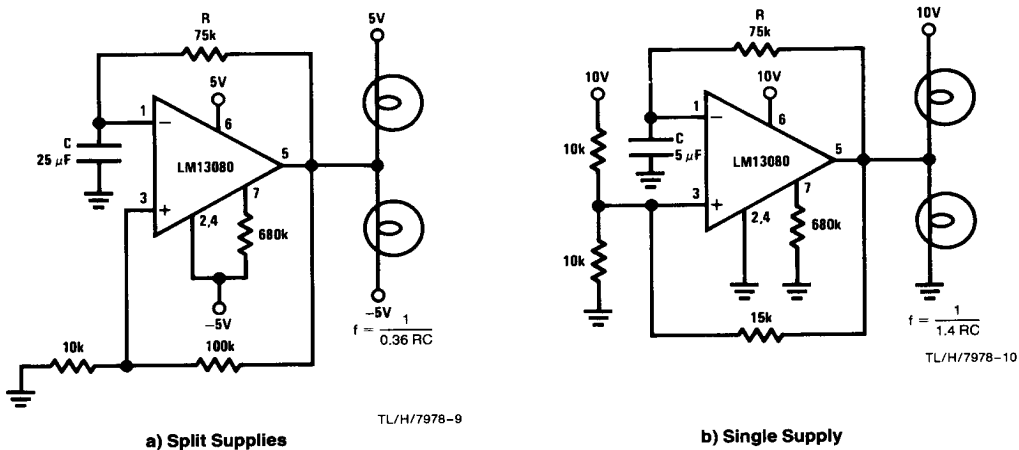 R
75k
5V
5V
1
−
6
C
25 µF
LM13080
5
3
+
7
2,4
680k
−5V
−5V
f = 1
0.36 RC
10k
100k
TL/H/7978-9
a) Split Supplies
R
75k
10V
10V
10V
1
−
6
C
5 µF
10k
LM13080
5
3
+
7
2,4
680k
10k
15k
f = 1
1.4 RC
TL/H/7978-10
b) Single Supply